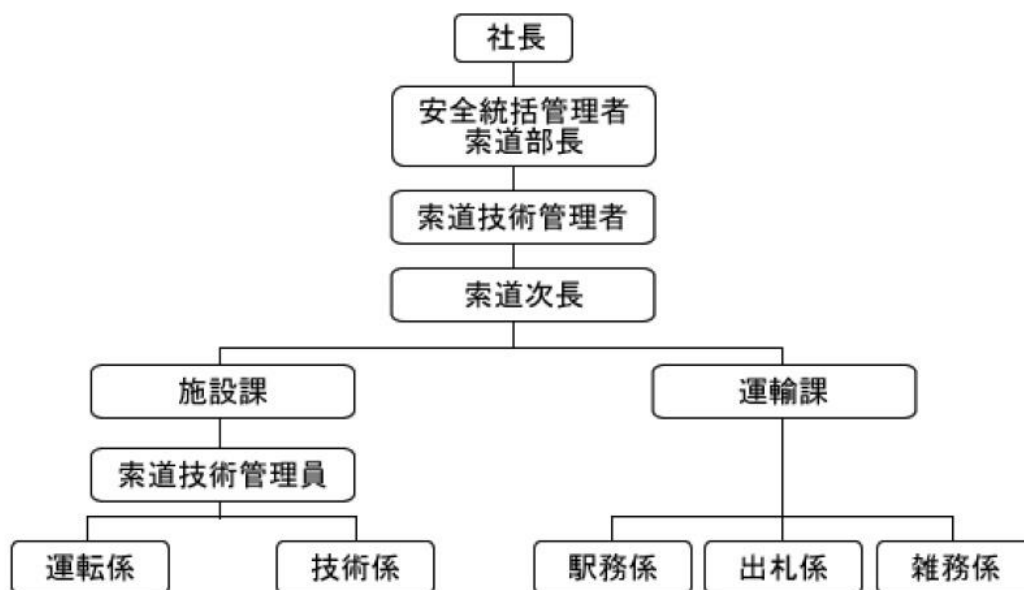 社長
安全統括管理者
索道部長
索道技術管理者
索道次長
施設課
運輸課
索道技術管理員
運転係
技術係
駅務係
出札係
雑務係